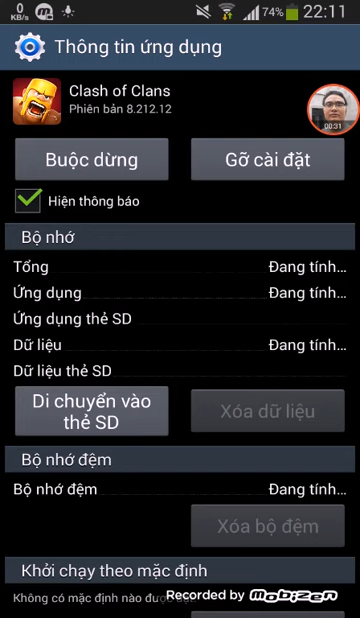 0
KB/s
74%
22:11
Thông tin ứng dụng
Clash of Clans
Phiên bản 8.212.12
00:31
Buộc dừng
Gỡ cài đặt
Hiện thông báo
Bộ nhớ
Tổng Đang tính...
Ứng dụng Đang tính...
Ứng dụng thẻ SD
Dữ liệu Đang tính...
Dữ liệu thẻ SD
Di chuyển vào
thẻ SD
Xóa dữ liệu
Bộ nhớ đệm
Bộ nhớ đệm Đang tính...
Xóa bộ đệm
Khởi chạy theo mặc định
Không có mặc định nào được
Recorded by Mobizen